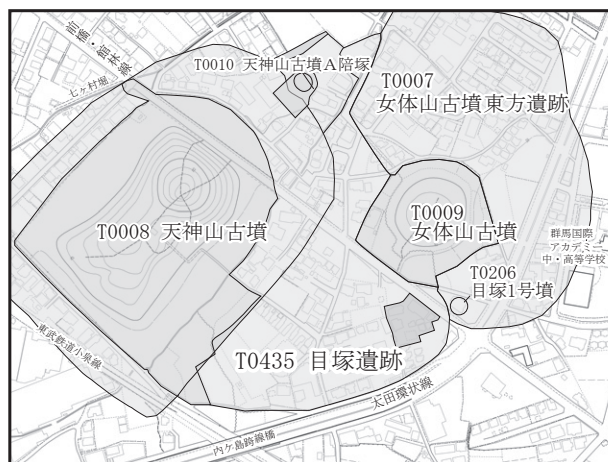 前橋・館林線
七ヶ村堀
T0010 天神山古墳A陪塚
T0007
女体山古墳東方遺跡
T0008 天神山古墳
T0009
女体山古墳
群馬国際
アカデミー
中・高等学校
T0206
目塚1号墳
東武鉄道小泉線
T0435 目塚遺跡
太田環状線
内ケ島跨線橋